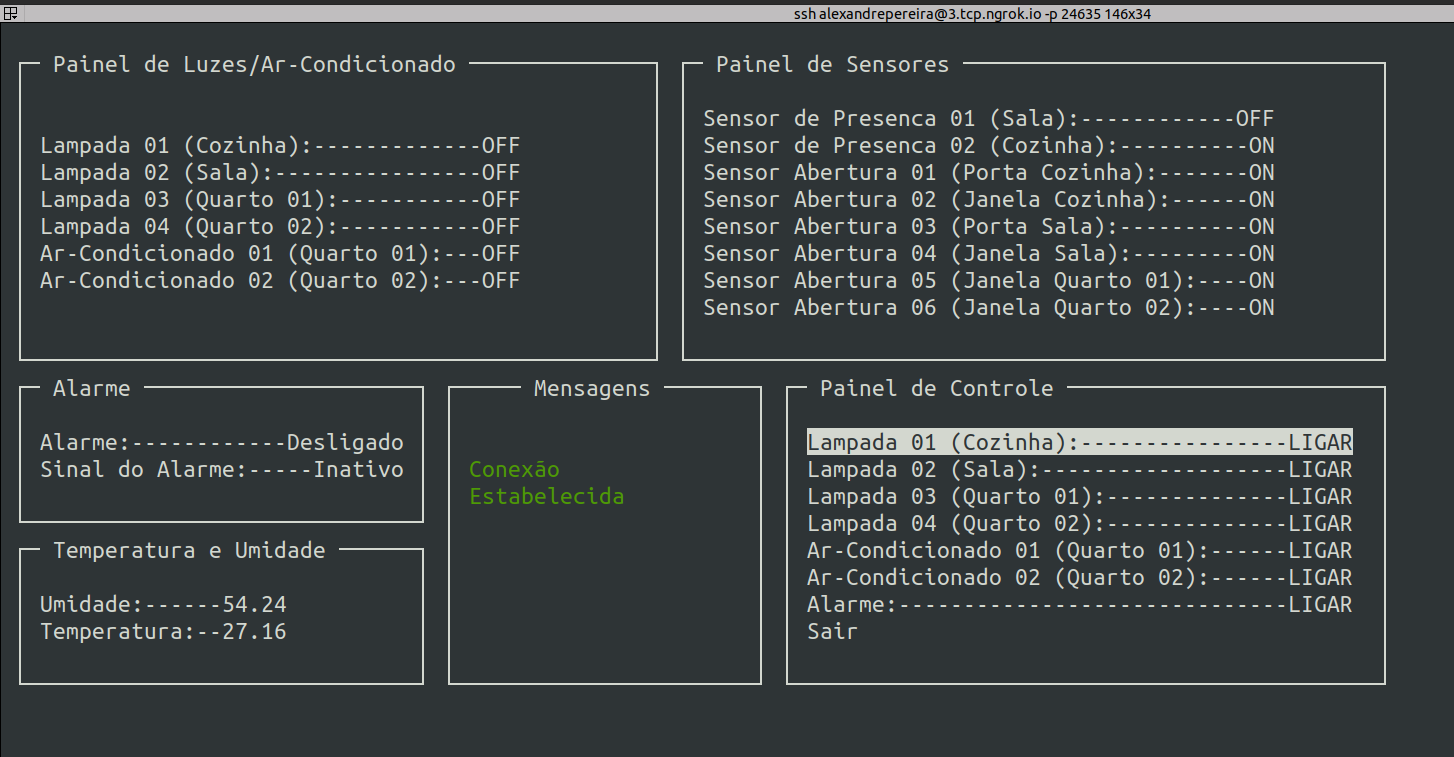 ssh alexandrepereira@3.tcp.ngrok.io -p 24635 146x34
Painel de Luzes/Ar-Condicionado
Lampada 01 (Cozinha):-------------OFF
Lampada 02 (Sala):----------------OFF
Lampada 03 (Quarto 01):-----------OFF
Lampada 04 (Quarto 02):-----------OFF
Ar-Condicionado 01 (Quarto 01):---OFF
Ar-Condicionado 02 (Quarto 02):---OFF
Painel de Sensores
Sensor de Presenca 01 (Sala):------------OFF
Sensor de Presenca 02 (Cozinha):----------ON
Sensor Abertura 01 (Porta Cozinha):-------ON
Sensor Abertura 02 (Janela Cozinha):------ON
Sensor Abertura 03 (Porta Sala):----------ON
Sensor Abertura 04 (Janela Sala):---------ON
Sensor Abertura 05 (Janela Quarto 01):----ON
Sensor Abertura 06 (Janela Quarto 02):----ON
Alarme
Alarme:------------Desligado
Sinal do Alarme:-----Inativo
Temperatura e Umidade
Umidade:------54.24
Temperatura:--27.16
Mensagens
Conexão
Estabelecida
Painel de Controle
Lampada 01 (Cozinha):----------------LIGAR
Lampada 02 (Sala):-------------------LIGAR
Lampada 03 (Quarto 01):--------------LIGAR
Lampada 04 (Quarto 02):--------------LIGAR
Ar-Condicionado 01 (Quarto 01):------LIGAR
Ar-Condicionado 02 (Quarto 02):------LIGAR
Alarme:------------------------------LIGAR
Sair